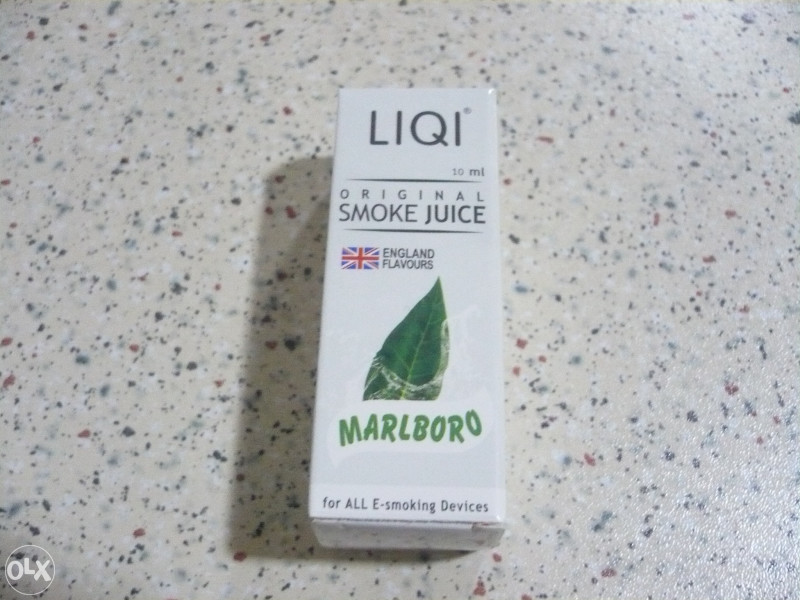 LIQI®
10 ml
ORIGINAL
SMOKE JUICE
ENGLAND
FLAVOURS
MARLBORO
for ALL E-smoking Devices
OLX